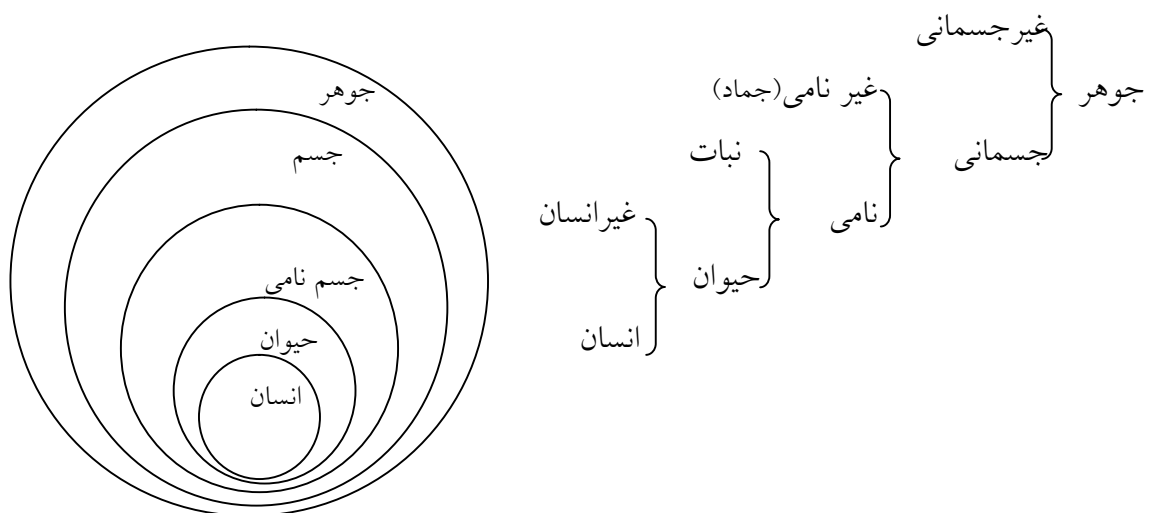 غیرجسمانی
جوهر
جسمانی
غیر نامی(جماد)
نامی
نبات
حیوان
غیرانسان
انسان
جوهر
جسم
جسم نامی
حیوان
انسان